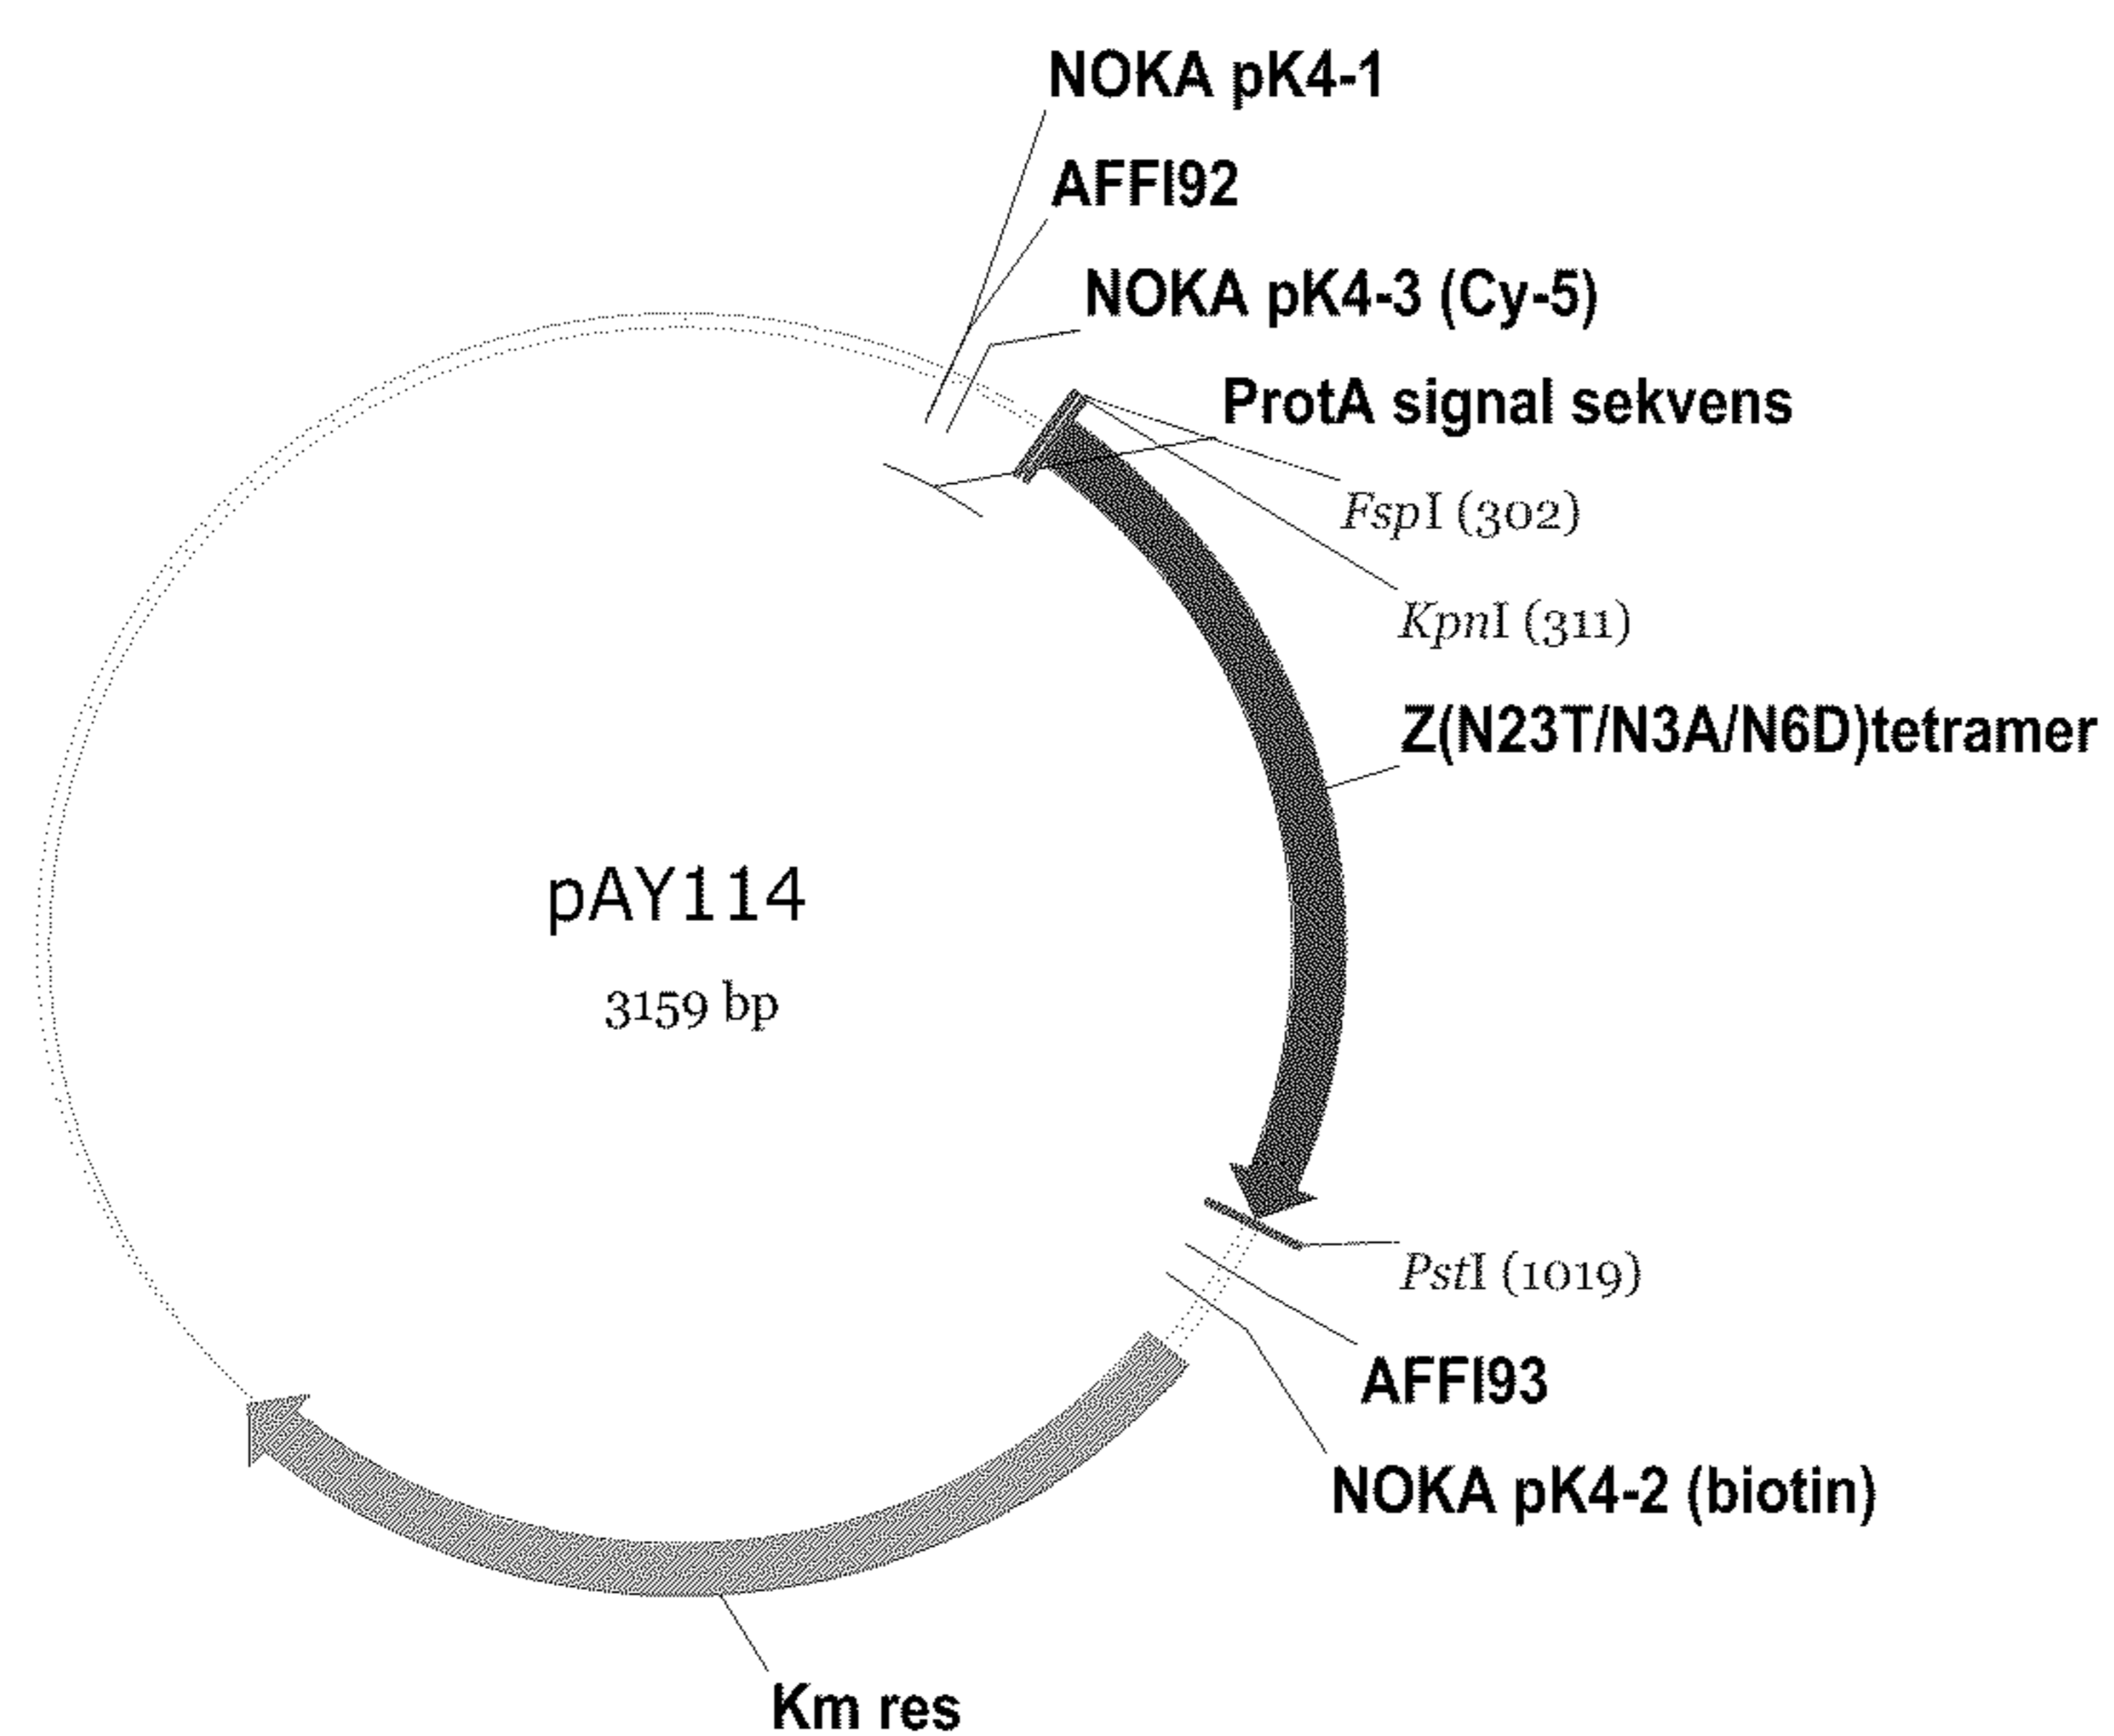 NOKA pK4-1
AFFI92
NOKA pK4-3 (Cy-5)
ProtA signal sekvens
FspI (302)
KpnI (311)
Z(N23T/N3A/N6D)tetramer
pAY114
3159 bp
PstI (1019)
AFFI93
NOKA pK4-2 (biotin)
Km res